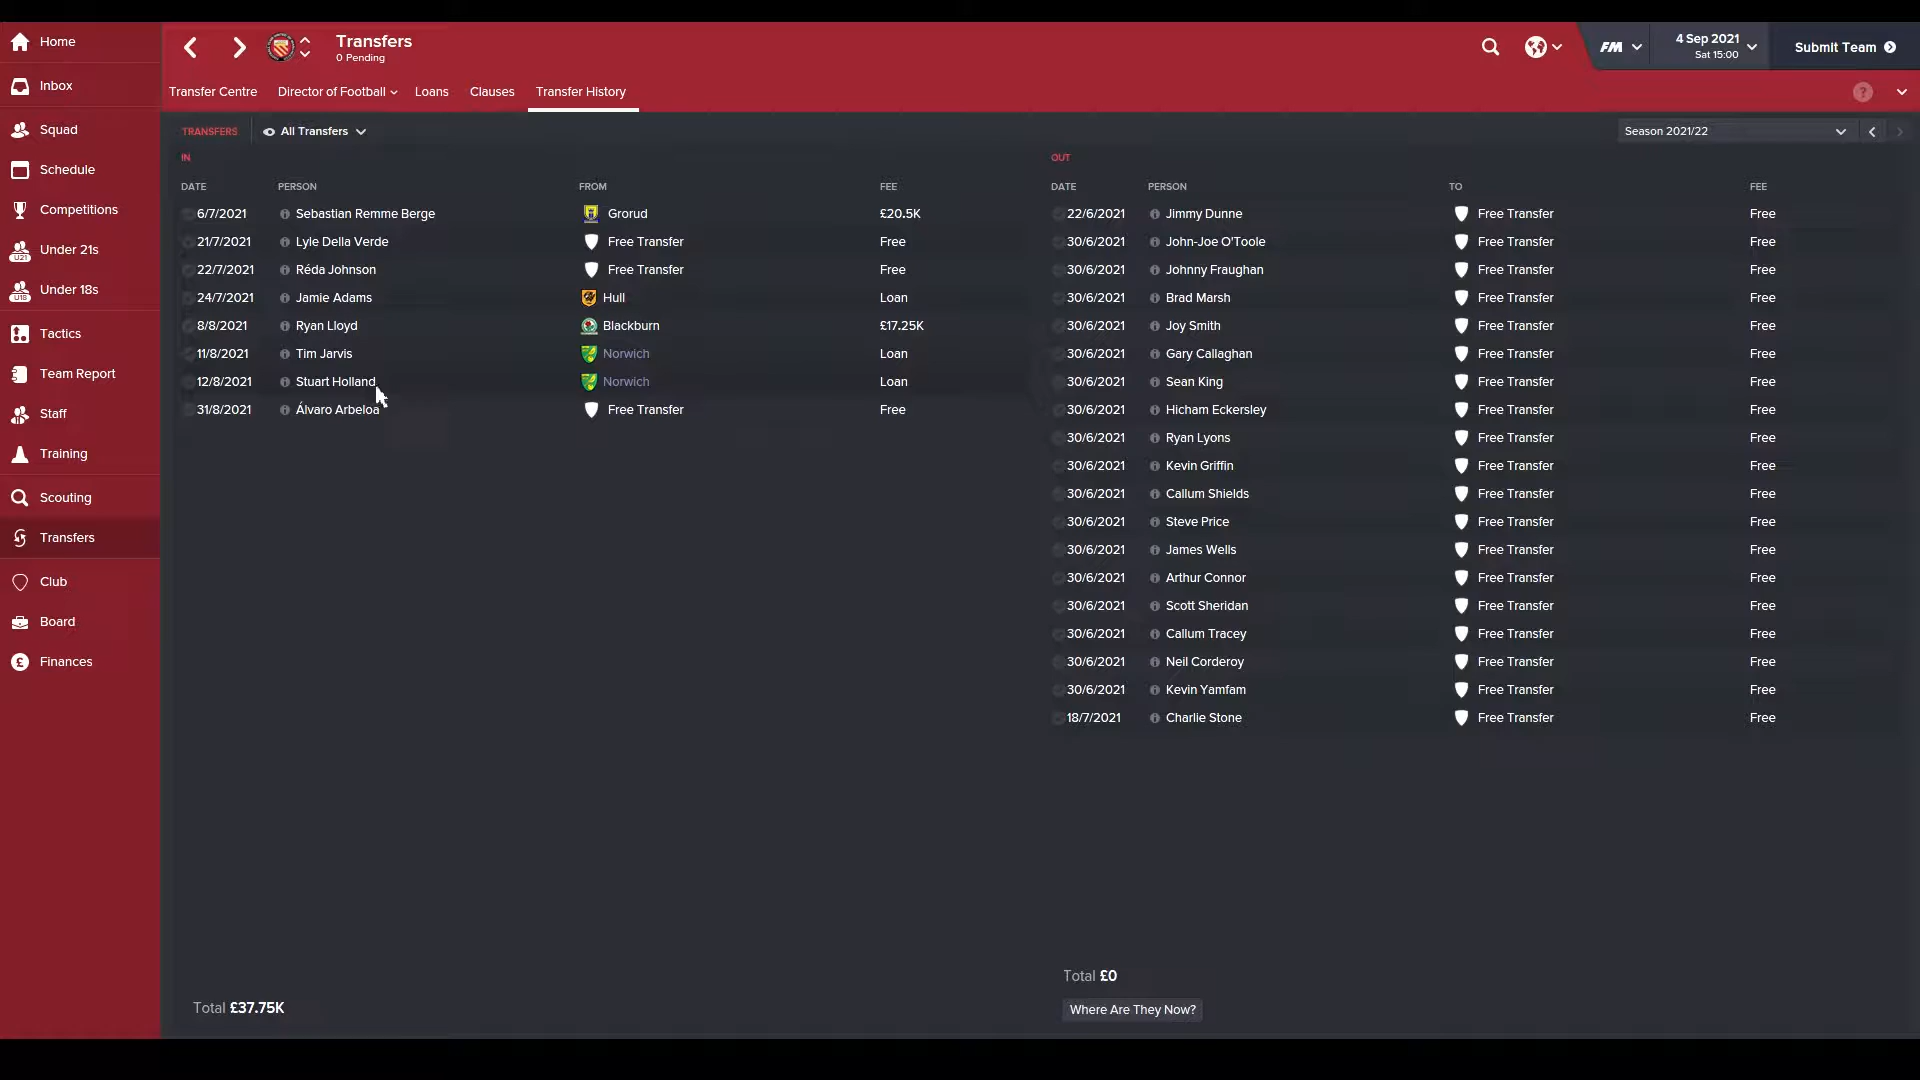 Home
Inbox
Squad
Schedule
Competitions
Under 21s
Under 18s
Tactics
Team Report
Staff
Training
Scouting
Transfers
Club
Board
Finances
Transfers
0 Pending
FM
4 Sep 2021
Sat 15:00
Submit Team
Transfer Centre Director of Football Loans Clauses Transfer History
TRANSFERS All Transfers
Season 2021/22
IN
DATE PERSON FROM FEE
6/7/2021 Sebastian Remme Berge Grorud £20.5K
21/7/2021 Lyle Della Verde Free Transfer Free
22/7/2021 Réda Johnson Free Transfer Free
24/7/2021 Jamie Adams Hull Loan
8/8/2021 Ryan Lloyd Blackburn £17.25K
11/8/2021 Tim Jarvis Norwich Loan
12/8/2021 Stuart Holland Norwich Loan
31/8/2021 Álvaro Arbeloa Free Transfer Free
Total £37.75K
OUT
DATE PERSON TO FEE
22/6/2021 Jimmy Dunne Free Transfer Free
30/6/2021 John-Joe O'Toole Free Transfer Free
30/6/2021 Johnny Fraughan Free Transfer Free
30/6/2021 Brad Marsh Free Transfer Free
30/6/2021 Joy Smith Free Transfer Free
30/6/2021 Gary Callaghan Free Transfer Free
30/6/2021 Sean King Free Transfer Free
30/6/2021 Hicham Eckersley Free Transfer Free
30/6/2021 Ryan Lyons Free Transfer Free
30/6/2021 Kevin Griffin Free Transfer Free
30/6/2021 Callum Shields Free Transfer Free
30/6/2021 Steve Price Free Transfer Free
30/6/2021 James Wells Free Transfer Free
30/6/2021 Arthur Connor Free Transfer Free
30/6/2021 Scott Sheridan Free Transfer Free
30/6/2021 Callum Tracey Free Transfer Free
30/6/2021 Neil Corderoy Free Transfer Free
30/6/2021 Kevin Yamfam Free Transfer Free
18/7/2021 Charlie Stone Free Transfer Free
Total £0
Where Are They Now?